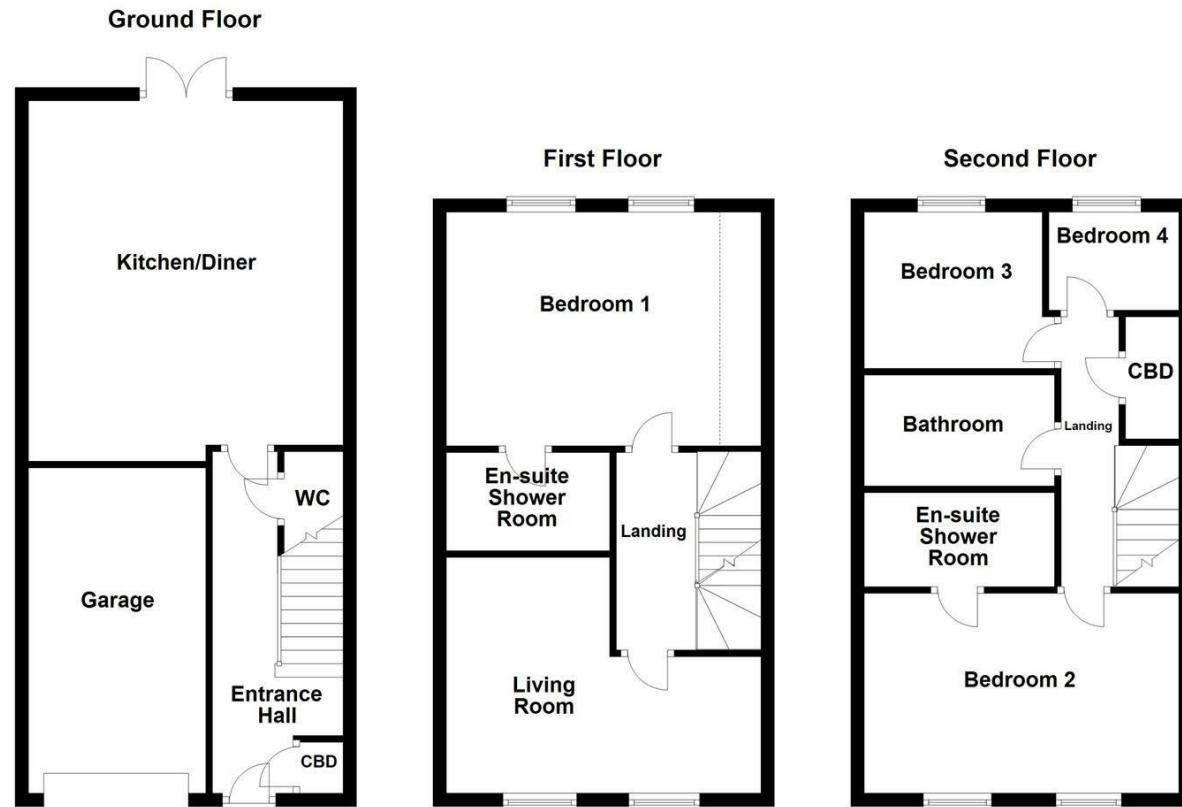 Ground Floor
Kitchen/Diner
WC
Garage
Entrance
Hall
CBD
First Floor
Bedroom 1
En-suite
Shower
Room
Landing
Living
Room
Second Floor
Bedroom 4
Bedroom 3
CBD
Bathroom
Landing
En-suite
Shower
Room
Bedroom 2